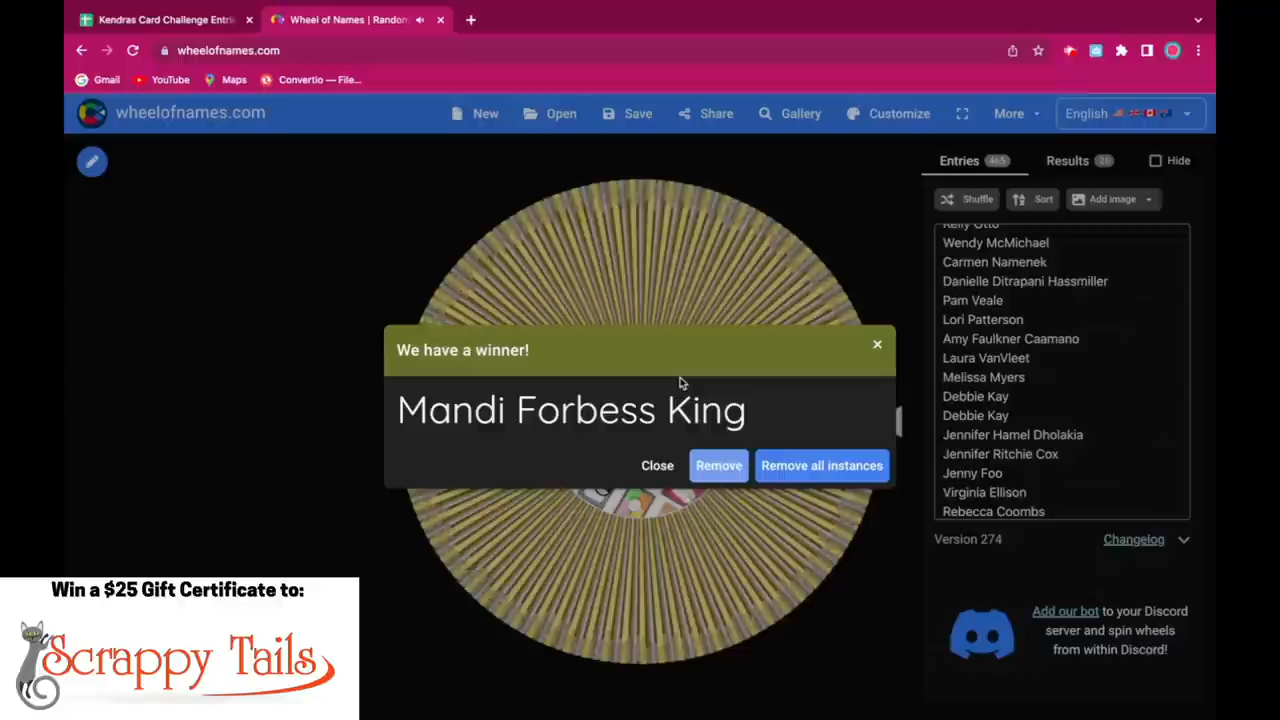 Kendras Card Challenge Entri
Wheel of Names | Random
wheelofnames.com
Gmail
YouTube
Maps
Convertio — File...
wheelofnames.com
New
Open
Save
Share
Gallery
Customize
More
English
Entries 465
Results 28
Hide
Shuffle
Sort
Add image
Kelly Otto
Wendy McMichael
Carmen Namenek
Danielle Ditrapani Hassmiller
Pam Veale
Lori Patterson
Amy Faulkner Caamano
Laura VanVleet
Melissa Myers
Debbie Kay
Debbie Kay
Jennifer Hamel Dholakia
Jennifer Ritchie Cox
Jenny Foo
Virginia Ellison
Rebecca Coombs
We have a winner!
Mandi Forbess King
Close
Remove
Remove all instances
Version 274
Changelog
Add our bot to your Discord
server and spin wheels
from within Discord!
Win a $25 Gift Certificate to:
Scrappy Tails